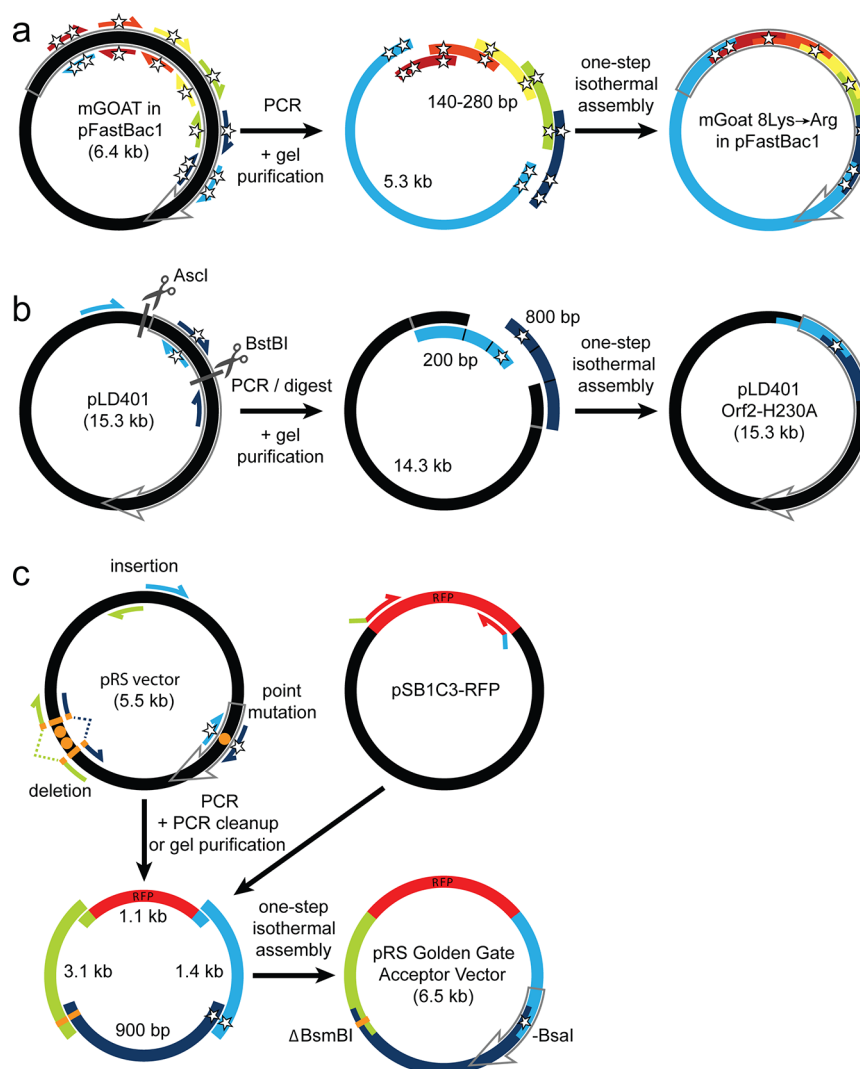 a
mGOAT in
pFastBac1
(6.4 kb)
PCR
+ gel
purification
140-280 bp
5.3 kb
one-step
isothermal
assembly
mGoat 8Lys→Arg
in pFastBac1
b
AscI
BstBI
pLD401
(15.3 kb)
PCR / digest
+ gel
purification
800 bp
200 bp
14.3 kb
one-step
isothermal
assembly
pLD401
Orf2-H230A
(15.3 kb)
c
insertion
pRS vector
(5.5 kb)
point
mutation
deletion
RFP
pSB1C3-RFP
PCR
+ PCR cleanup
or gel purification
RFP
1.1 kb
3.1 kb
1.4 kb
900 bp
one-step
isothermal
assembly
RFP
pRS Golden Gate
Acceptor Vector
(6.5 kb)
ΔBsmBI
-BsaI